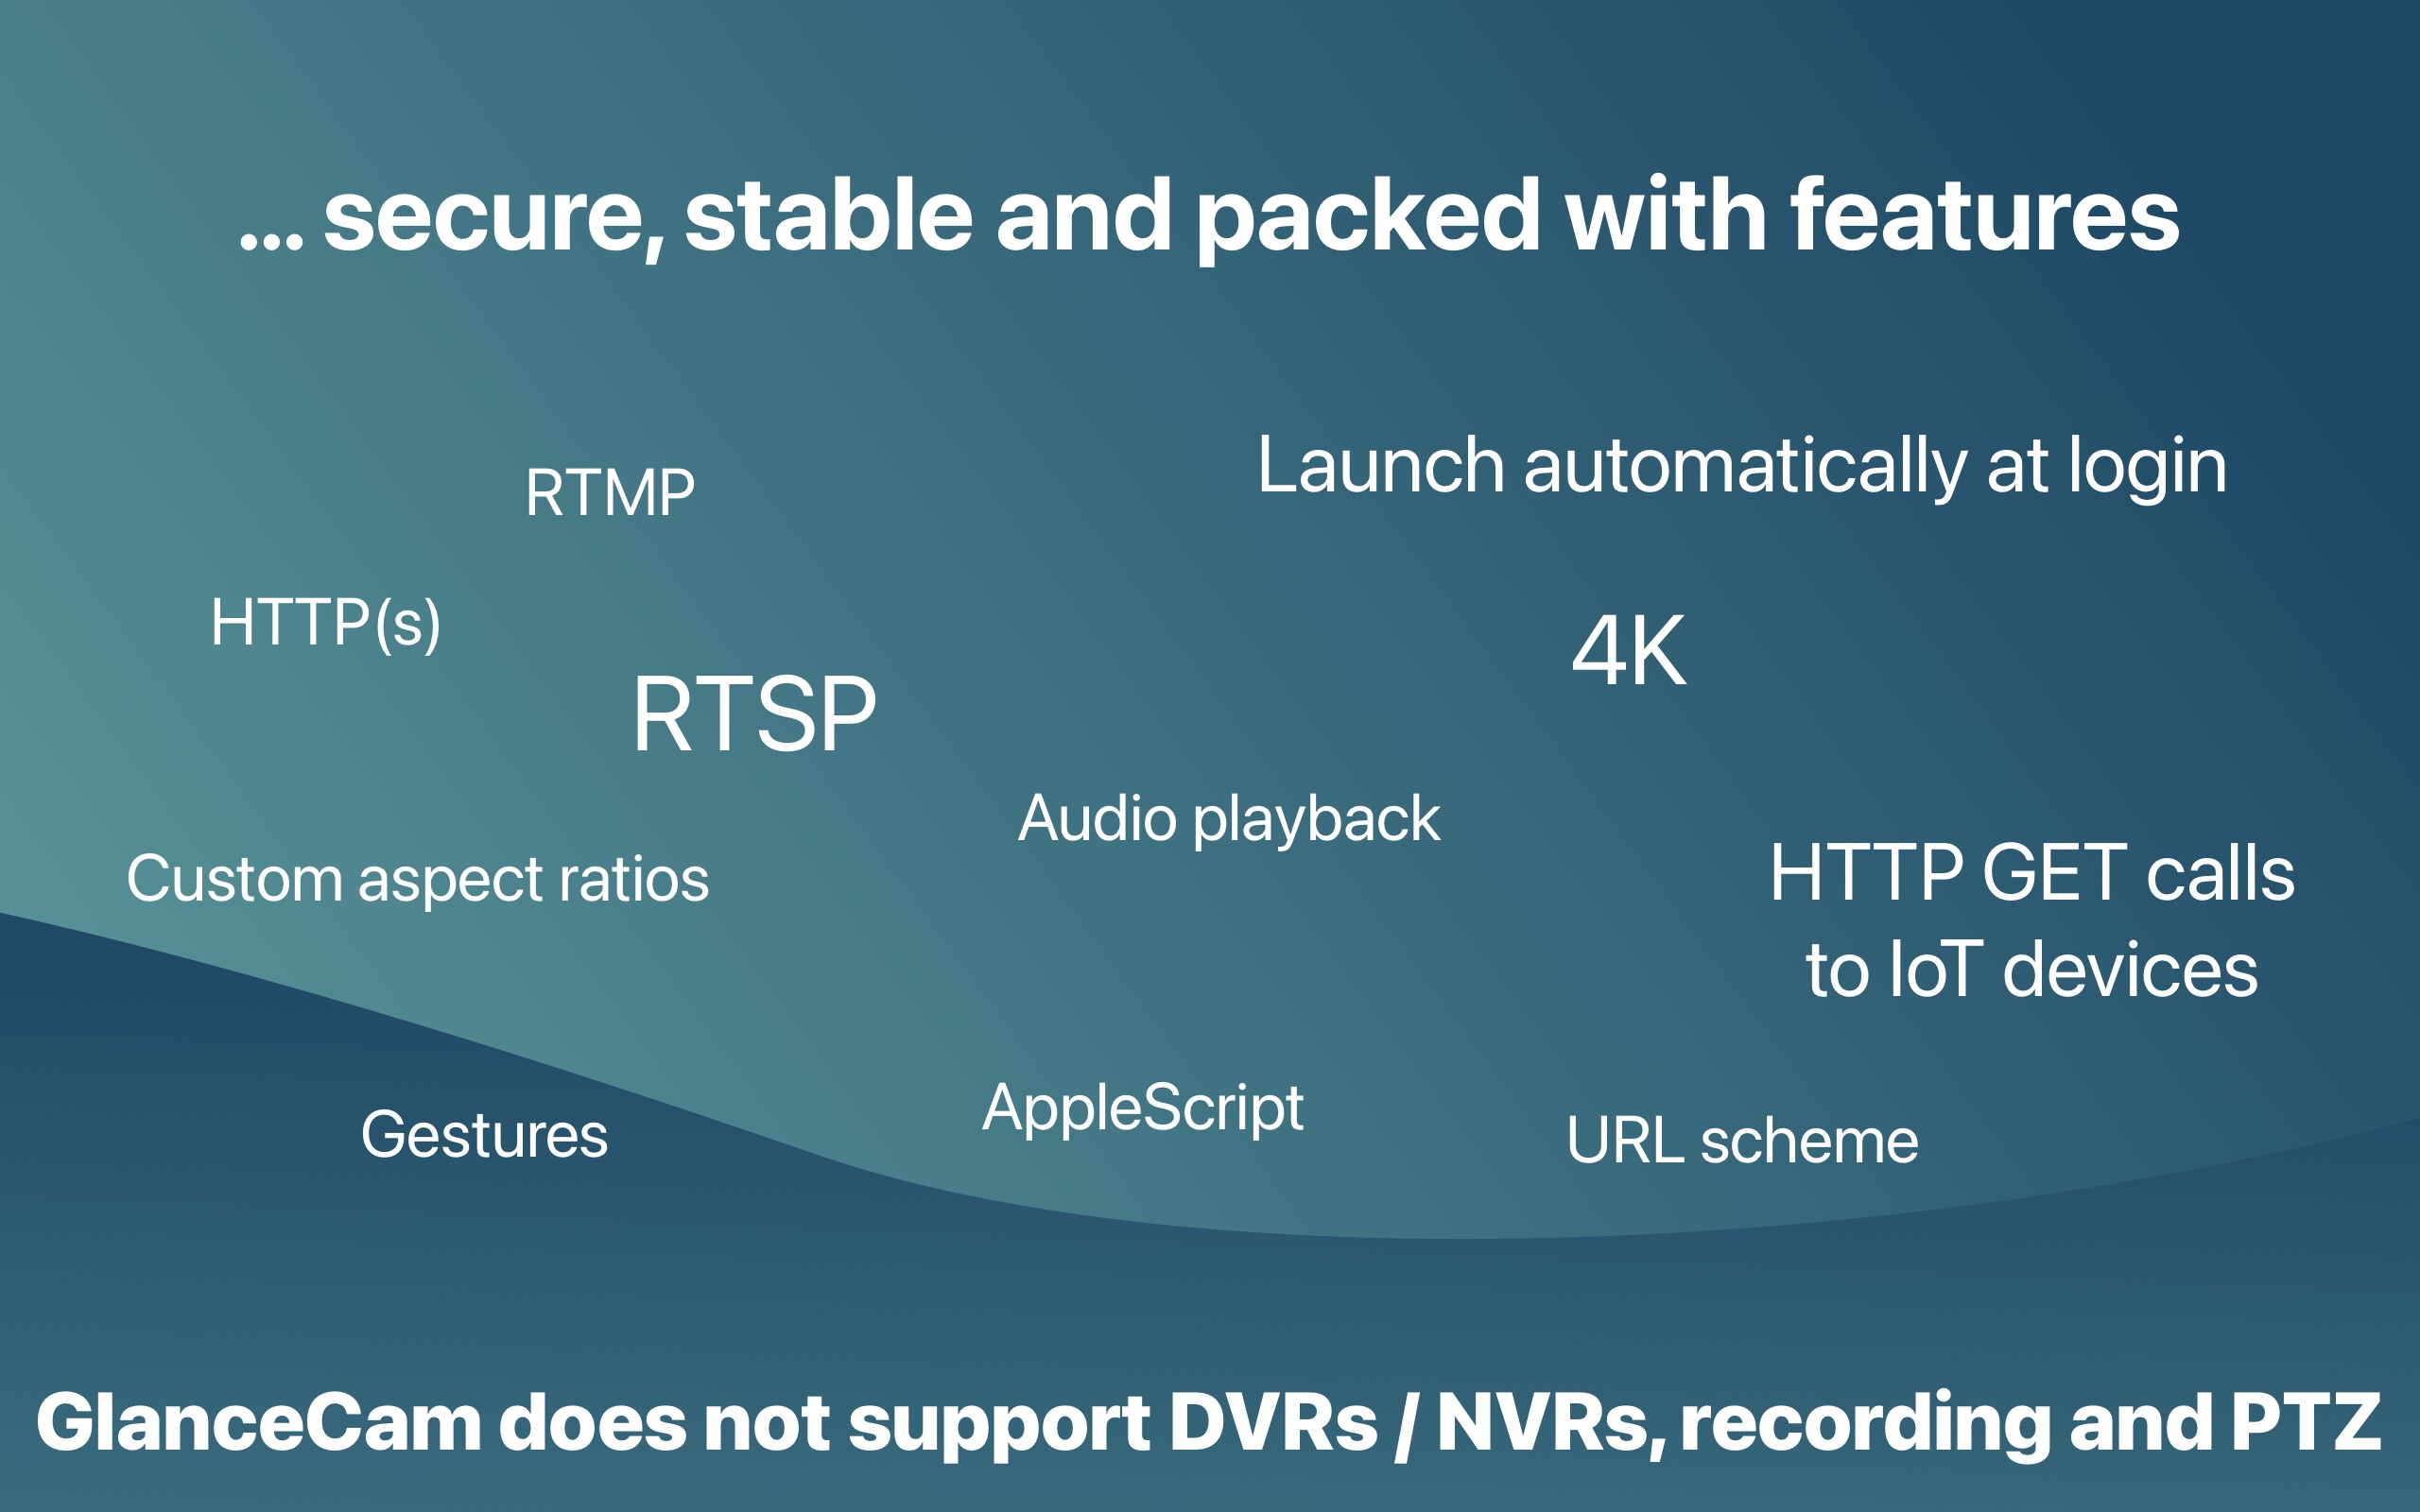 ... secure, stable and packed with features
Launch automatically at login
RTMP
HTTP(s)
4K
RTSP
Audio playback
Custom aspect ratios
HTTP GET calls
to IoT devices
AppleScript
Gestures
URL scheme
GlanceCam does not support DVRs / NVRs, recording and PTZ